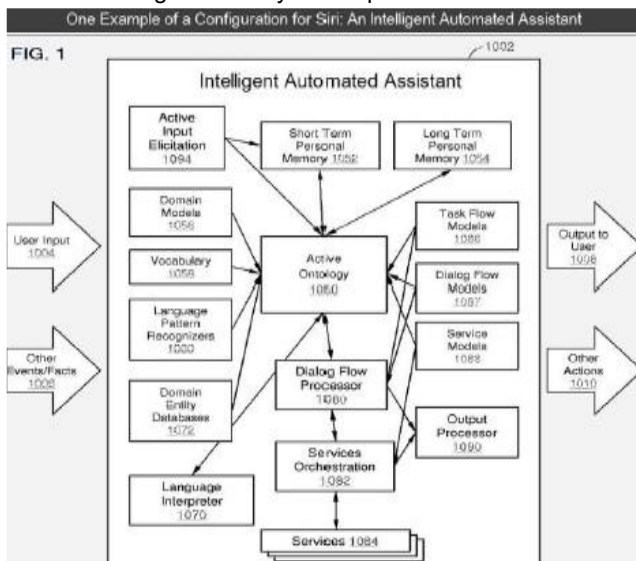 One Example of a Configuration for Siri: An Intelligent Automated Assistant
FIG. 1
1002
Intelligent Automated Assistant
Active
Input
Elicitation
1094
Short Term
Personal
Memory 1052
Long Term
Personal
Memory 1054
Domain
Models
1056
Vocabulary
1058
Language
Pattern
Recognizers
Domain
Entity
Databases
1072
Language
Interpreter
1070
Active
Ontology
1050
Dialog Flow
Processor
1080
Services
Orchestration
1082
Services 1084
Task Flow
Models
1086
Dialog Flow
Models
1087
Service
Models
1088
Output
Processor
1090
User Input
1004
Other
Events/Facts
1006
Output to
User
1008
Other
Actions
1010